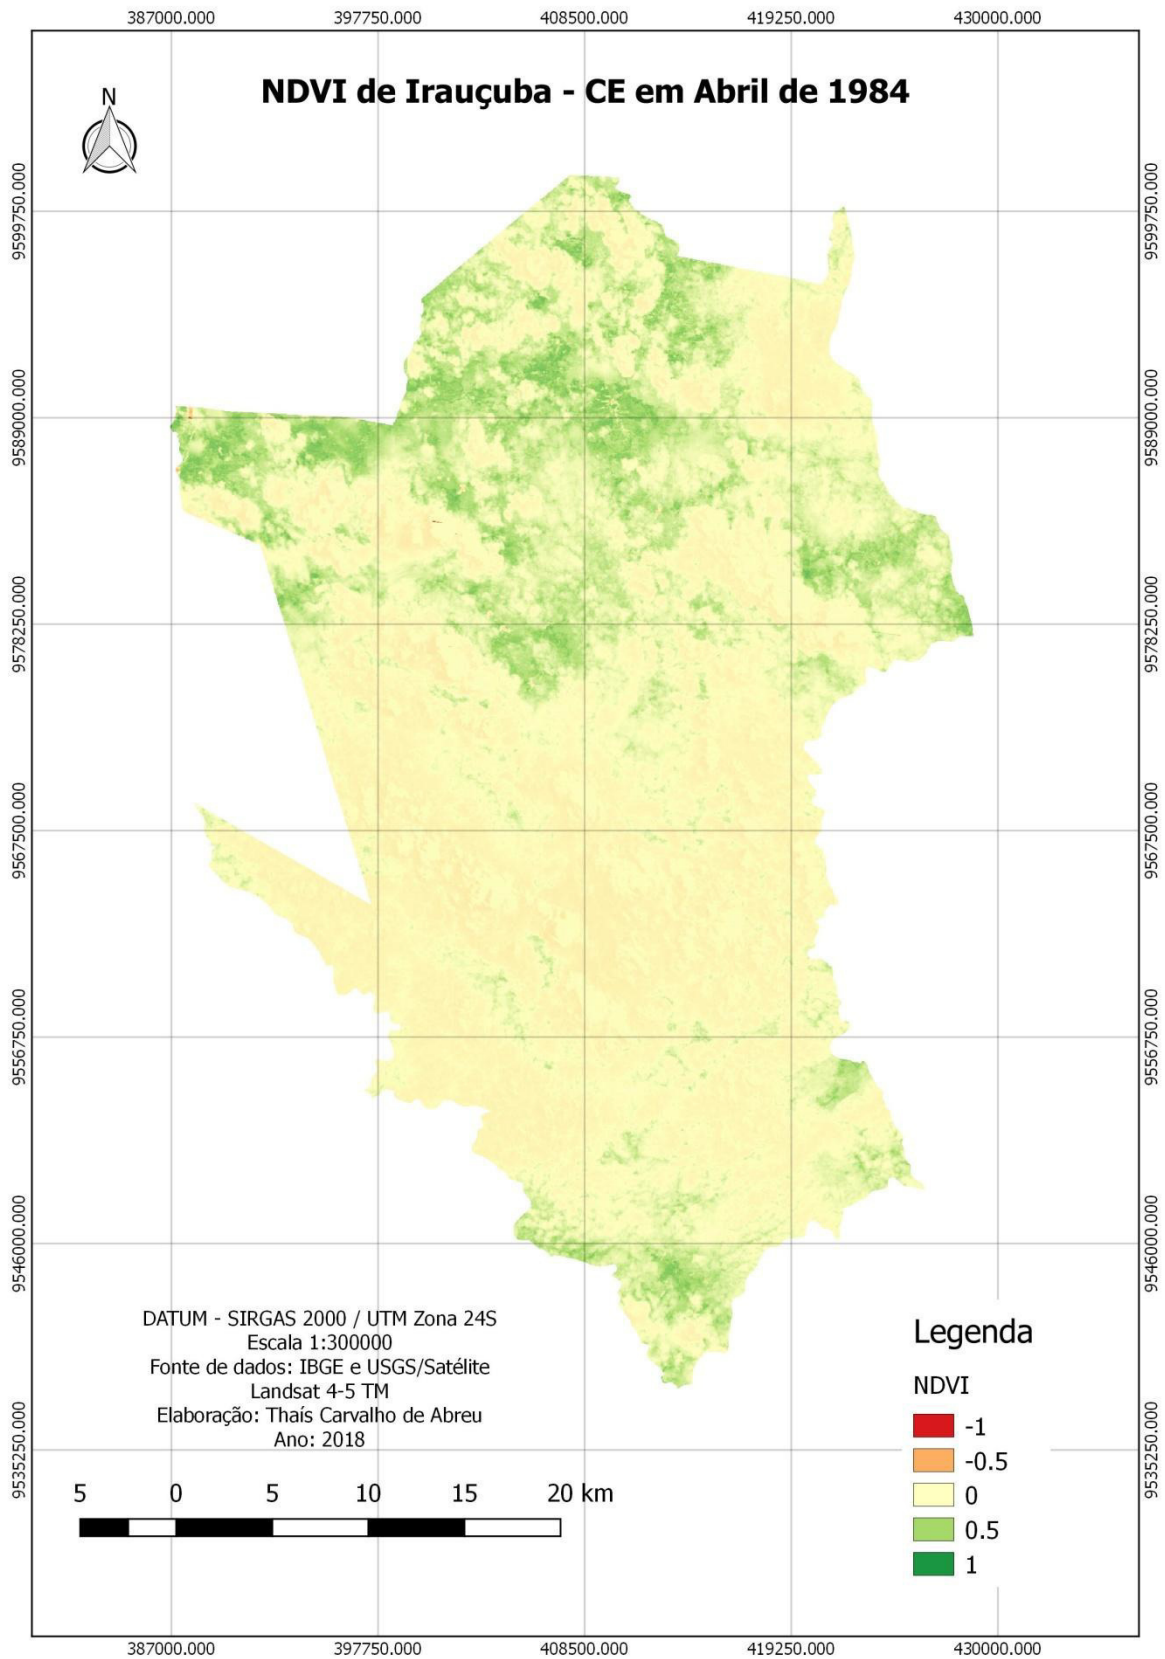 387000.000 397750.000 408500.000 419250.000 430000.000
NDVI de Irauçuba - CE em Abril de 1984
N
9599750.000 9599750.000
9589000.000 9589000.000
9578250.000 9578250.000
9567500.000 9567500.000
9556750.000 9556750.000
9546000.000 9546000.000
9535250.000 9535250.000
DATUM - SIRGAS 2000 / UTM Zona 24S
Escala 1:300000
Fonte de dados: IBGE e USGS/Satélite
Landsat 4-5 TM
Elaboração: Thaís Carvalho de Abreu
Ano: 2018
5 0 5 10 15 20 km
Legenda
NDVI
-1
-0.5
0
0.5
1
387000.000 397750.000 408500.000 419250.000 430000.000